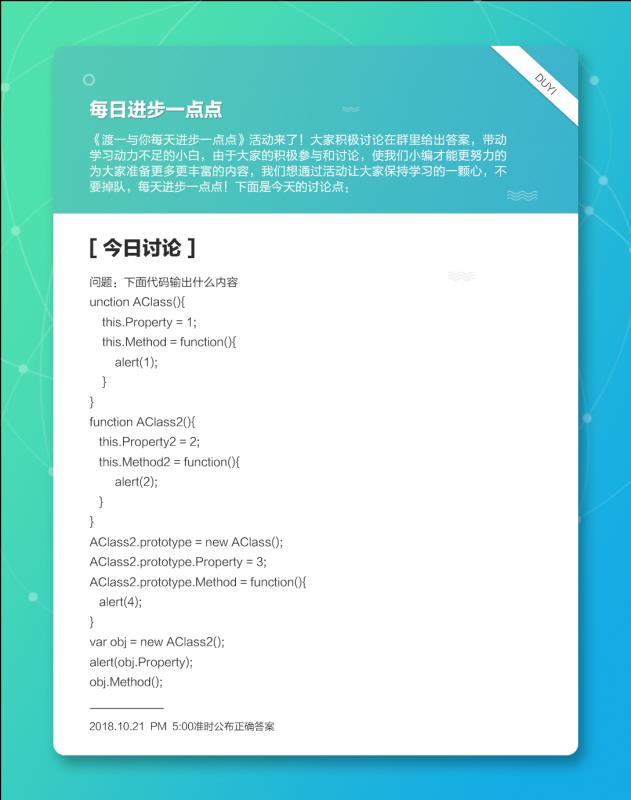 DUYI
每日进步一点点
《渡一与你每天进步一点点》活动来了！大家积极讨论在群里给出答案，带动
学习动力不足的小白，由于大家的积极参与和讨论，使我们小编才能更努力的
为大家准备更多更丰富的内容，我们想通过活动让大家保持学习的一颗心，不
要掉队，每天进步一点点！下面是今天的讨论点：
[ 今日讨论 ]
问题：下面代码输出什么内容
unction AClass(){
this.Property = 1;
this.Method = function(){
alert(1);
}
}
function AClass2(){
this.Property2 = 2;
this.Method2 = function(){
alert(2);
}
}
AClass2.prototype = new AClass();
AClass2.prototype.Property = 3;
AClass2.prototype.Method = function(){
alert(4);
}
var obj = new AClass2();
alert(obj.Property);
obj.Method();
2018.10.21 PM 5:00准时公布正确答案